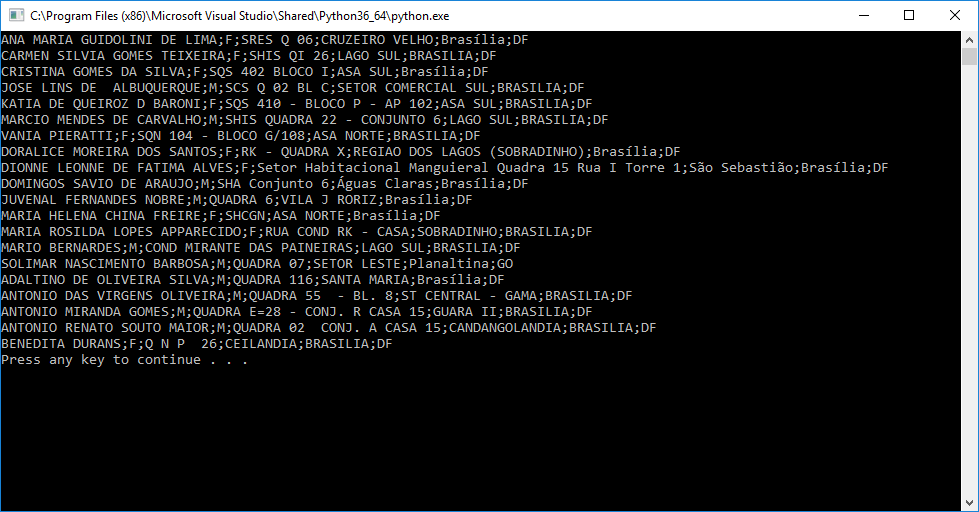 C:\Program Files (x86)\Microsoft Visual Studio\Shared\Python36_64\python.exe
ANA MARIA GUIDOLINI DE LIMA;F;SRES Q 06;CRUZEIRO VELHO;Brasília;DF
CARMEN SILVIA GOMES TEIXEIRA;F;SHIS QI 26;LAGO SUL;BRASILIA;DF
CRISTINA GOMES DA SILVA;F;SQS 402 BLOCO I;ASA SUL;Brasília;DF
JOSE LINS DE  ALBUQUERQUE;M;SCS Q 02 BL C;SETOR COMERCIAL SUL;BRASILIA;DF
KATIA DE QUEIROZ D BARONI;F;SQS 410 - BLOCO P - AP 102;ASA SUL;BRASILIA;DF
MARCIO MENDES DE CARVALHO;M;SHIS QUADRA 22 - CONJUNTO 6;LAGO SUL;BRASILIA;DF
VANIA PIERATTI;F;SQN 104 - BLOCO G/108;ASA NORTE;BRASILIA;DF
DORALICE MOREIRA DOS SANTOS;F;RK - QUADRA X;REGIAO DOS LAGOS (SOBRADINHO);Brasília;DF
DIONNE LEONNE DE FATIMA ALVES;F;Setor Habitacional Manguieral Quadra 15 Rua I Torre 1;São Sebastião;Brasília;DF
DOMINGOS SAVIO DE ARAUJO;M;SHA Conjunto 6;Águas Claras;Brasília;DF
JUVENAL FERNANDES NOBRE;M;QUADRA 6;VILA J RORIZ;Brasília;DF
MARIA HELENA CHINA FREIRE;F;SHCGN;ASA NORTE;Brasília;DF
MARIA ROSILDA LOPES APPARECIDO;F;RUA COND RK - CASA;SOBRADINHO;BRASILIA;DF
MARIO BERNARDES;M;COND MIRANTE DAS PAINEIRAS;LAGO SUL;BRASILIA;DF
SOLIMAR NASCIMENTO BARBOSA;M;QUADRA 07;SETOR LESTE;Planaltina;GO
ADALTINO DE OLIVEIRA SILVA;M;QUADRA 116;SANTA MARIA;Brasília;DF
ANTONIO DAS VIRGENS OLIVEIRA;M;QUADRA 55  - BL. 8;ST CENTRAL - GAMA;BRASILIA;DF
ANTONIO MIRANDA GOMES;M;QUADRA E=28 - CONJ. R CASA 15;GUARA II;BRASILIA;DF
ANTONIO RENATO SOUTO MAIOR;M;QUADRA 02  CONJ. A CASA 15;CANDANGOLANDIA;BRASILIA;DF
BENEDITA DURANS;F;Q N P  26;CEILANDIA;BRASILIA;DF
Press any key to continue . . .